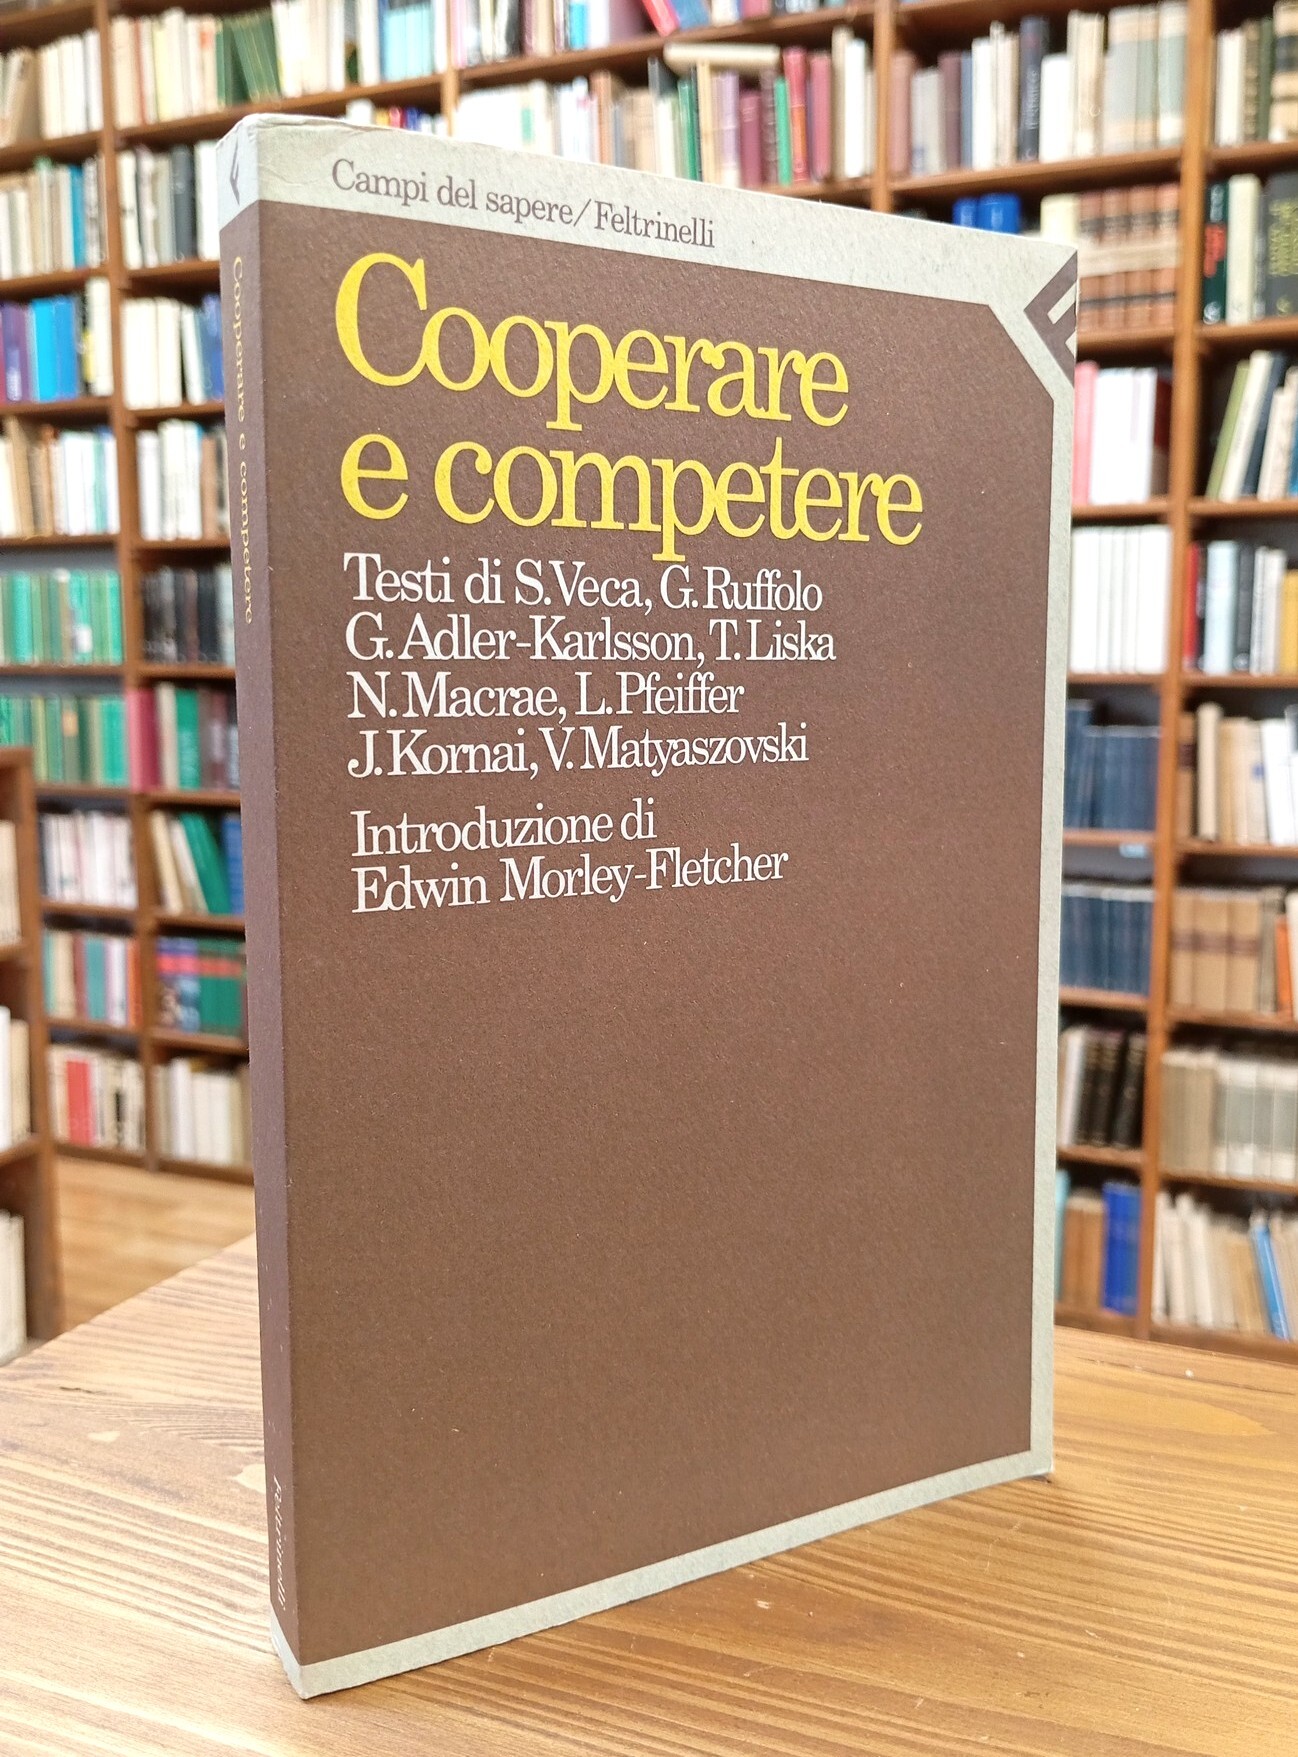 Campi del sapere/Feltrinelli
Cooperare
e competere
Testi di S. Veca, G. Ruffolo
G. Adler-Karlsson, T. Liska
N. Macrae, L. Pfeiffer
J. Kornai, V. Matyaszovski
Introduzione di
Edwin Morley-Fletcher
Cooperare e competere
Feltrinelli